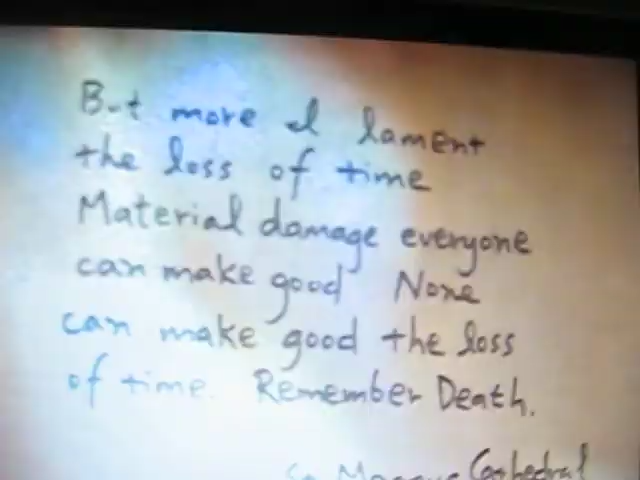 But more I lament
the loss of time
Material damage everyone
can make good None
can make good the loss
of time. Remember Death.
Cathedral